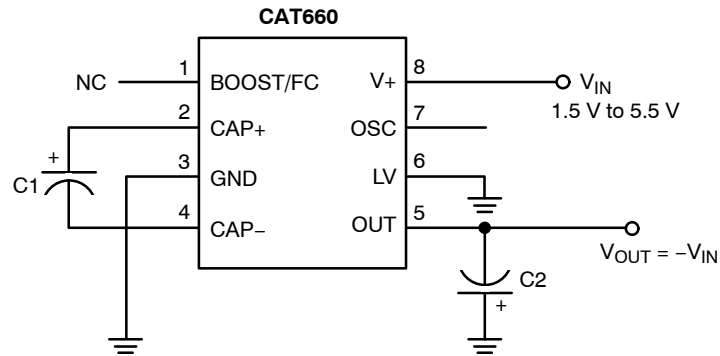 CAT660
NC
1
BOOST/FC
V+
8
V_IN
1.5 V to 5.5 V
2
CAP+
OSC
7
+
C1
3
GND
LV
6
4
CAP−
OUT
5
V_OUT = −V_IN
C2
+